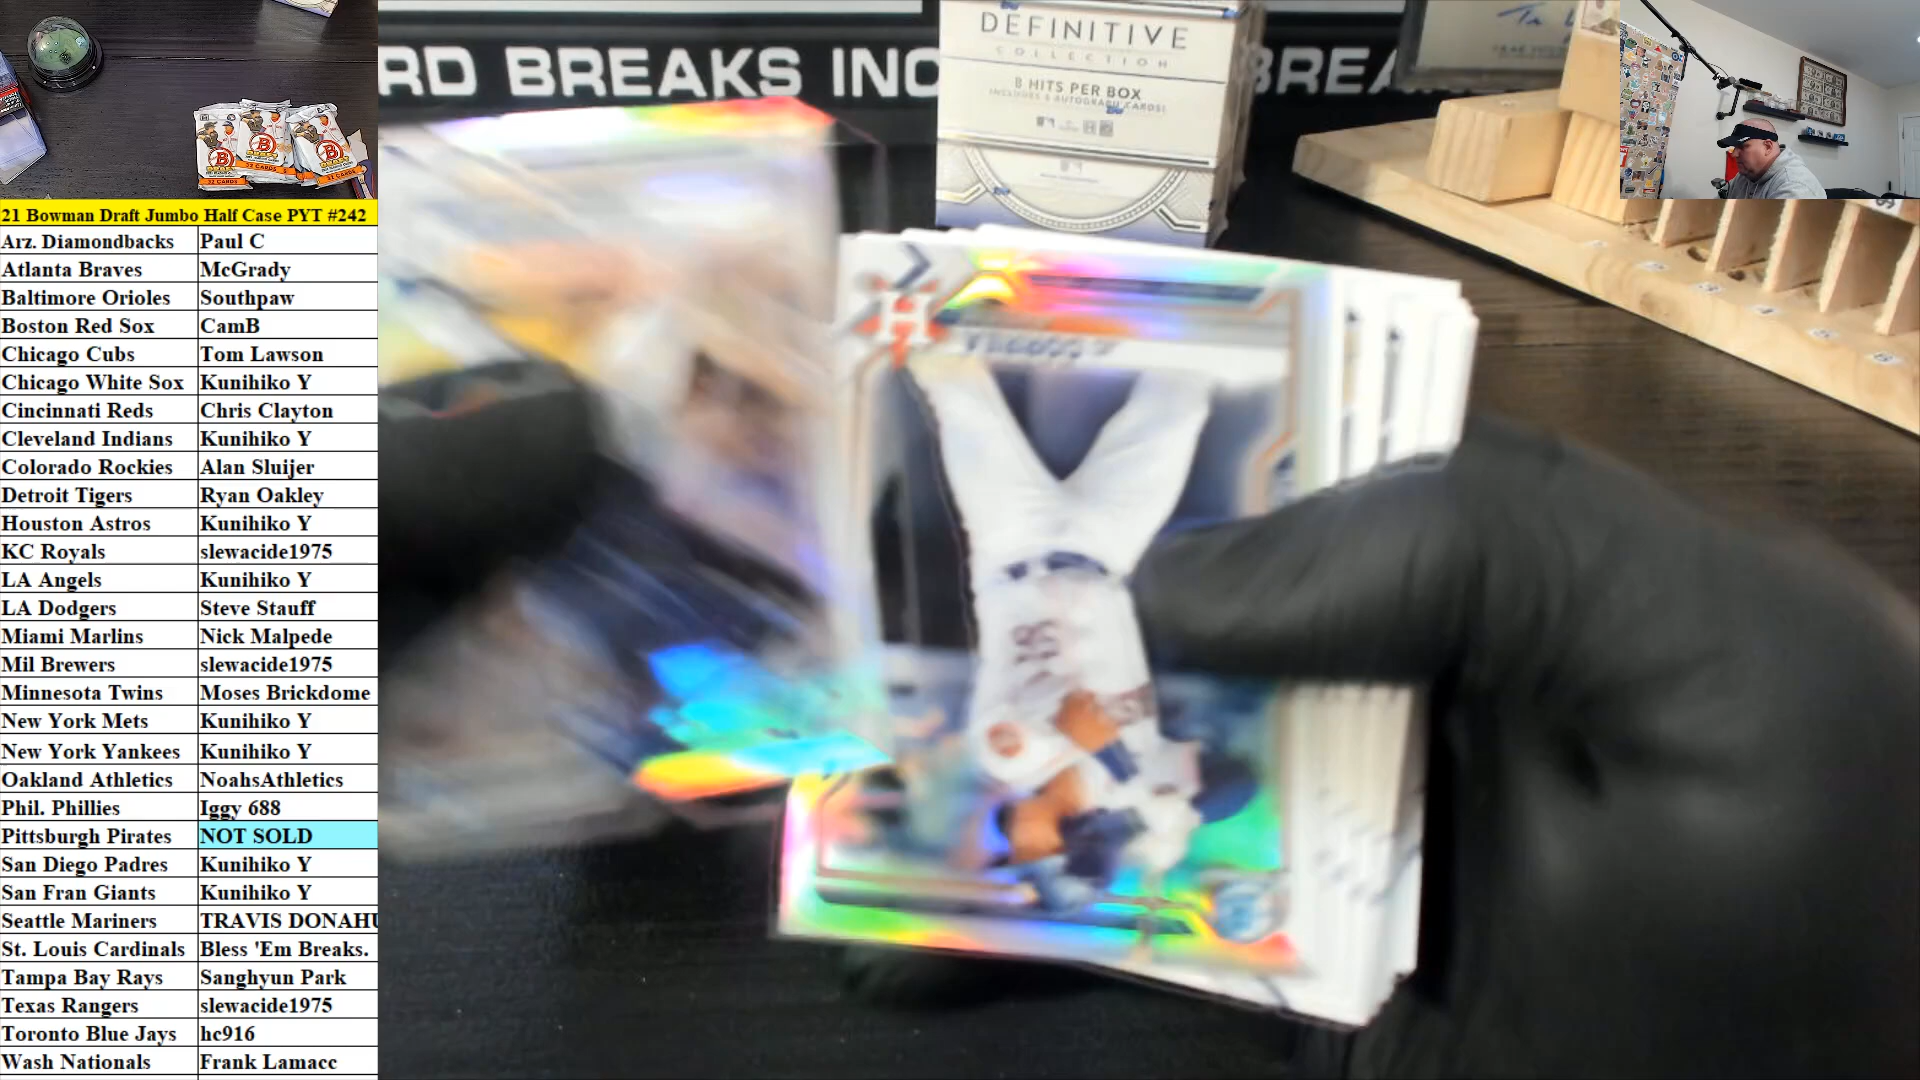 RD BREAKS INC
BREA
DEFINITIVE
COLLECTION
8 HITS PER BOX
INCLUDES 6 AUTOGRAPH CARDS!
21 Bowman Draft Jumbo Half Case PYT #242
Arz. Diamondbacks Paul C
Atlanta Braves McGrady
Baltimore Orioles Southpaw
Boston Red Sox CamB
Chicago Cubs Tom Lawson
Chicago White Sox Kunihiko Y
Cincinnati Reds Chris Clayton
Cleveland Indians Kunihiko Y
Colorado Rockies Alan Sluijer
Detroit Tigers Ryan Oakley
Houston Astros Kunihiko Y
KC Royals slewacide1975
LA Angels Kunihiko Y
LA Dodgers Steve Stauff
Miami Marlins Nick Malpede
Mil Brewers slewacide1975
Minnesota Twins Moses Brickdome
New York Mets Kunihiko Y
New York Yankees Kunihiko Y
Oakland Athletics NoahsAthletics
Phil. Phillies Iggy 688
Pittsburgh Pirates NOT SOLD
San Diego Padres Kunihiko Y
San Fran Giants Kunihiko Y
Seattle Mariners TRAVIS DONAHU
St. Louis Cardinals Bless 'Em Breaks.
Tampa Bay Rays Sanghyun Park
Texas Rangers slewacide1975
Toronto Blue Jays hc916
Wash Nationals Frank Lamacc